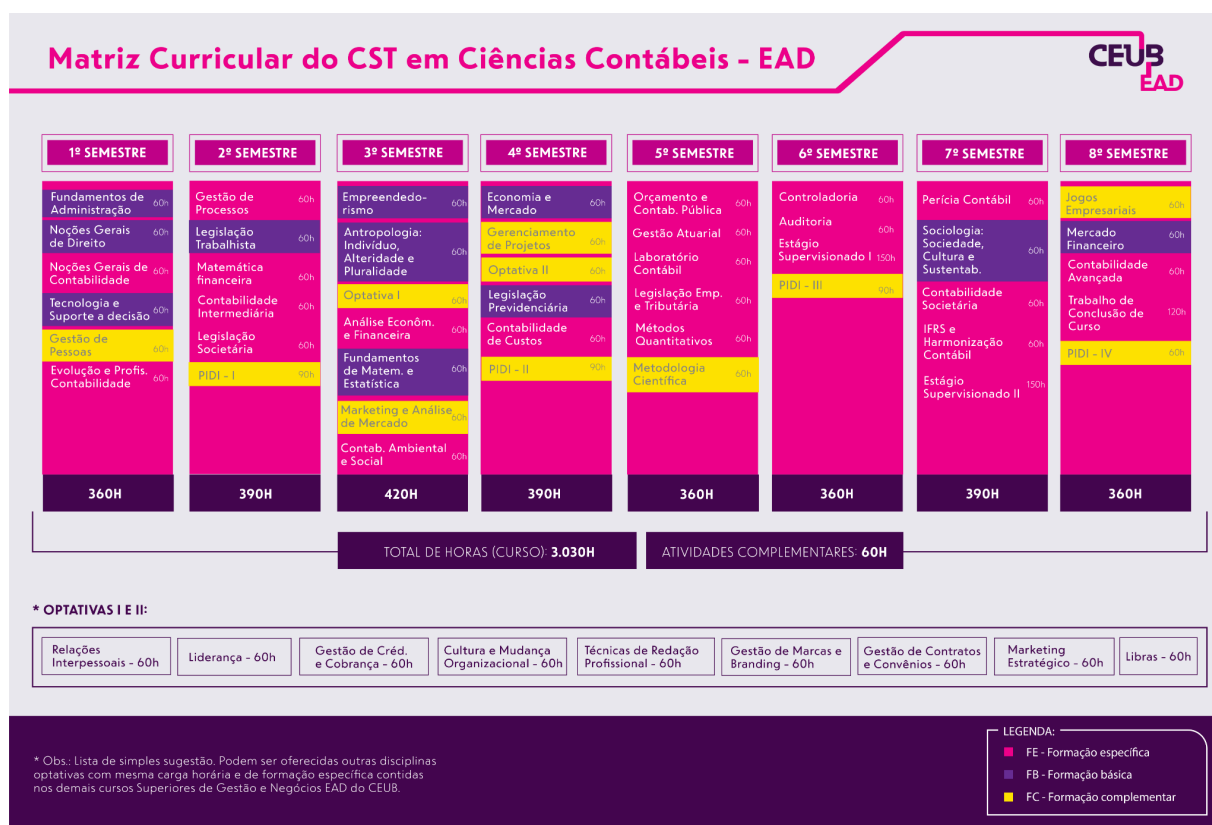 Matriz Curricular do CST em Ciências Contábeis - EAD
CEUB
EAD
1º SEMESTRE
Fundamentos de
Administração 60h
Noções Gerais
de Direito 60h
Noções Gerais de
Contabilidade 60h
Tecnologia e
Suporte a decisão 60h
Gestão de
Pessoas 60h
Evolução e Profis.
Contabilidade 60h
360H
2º SEMESTRE
Gestão de
Processos 60h
Legislação
Trabalhista 60h
Matemática
financeira 60h
Contabilidade
Intermediária 60h
Legislação
Societária 60h
PIDI - I 90h
390H
3º SEMESTRE
Empreendedo-
rismo 60h
Antropologia:
Indivíduo,
Alteridade e
Pluralidade 60h
Optativa I 60h
Análise Econôm.
e Financeira 60h
Fundamentos
de Matem. e
Estatística 60h
Marketing e Análise
de Mercado 60h
Contab. Ambiental
e Social 60h
420H
4º SEMESTRE
Economia e
Mercado 60h
Gerenciamento
de Projetos 60h
Optativa II 60h
Legislação
Previdenciária 60h
Contabilidade
de Custos 60h
PIDI - II 90h
390H
5º SEMESTRE
Orçamento e
Contab. Pública 60h
Gestão Atuarial 60h
Laboratório
Contábil 60h
Legislação Emp.
e Tributária 60h
Métodos
Quantitativos 60h
Metodologia
Científica 60h
360H
6º SEMESTRE
Controladoria 60h
Auditoria 60h
Estágio
Supervisionado I 150h
PIDI - III 90h
360H
7º SEMESTRE
Perícia Contábil 60h
Sociologia:
Sociedade,
Cultura e
Sustentab. 60h
Contabilidade
Societária 60h
IFRS e
Harmonização
Contábil 60h
Estágio
Supervisionado II 150h
390H
8º SEMESTRE
Jogos
Empresariais 60h
Mercado
Financeiro 60h
Contabilidade
Avançada 60h
Trabalho de
Conclusão de
Curso 120h
PIDI - IV 60h
360H
TOTAL DE HORAS (CURSO): 3.030H
ATIVIDADES COMPLEMENTARES: 60H
* OPTATIVAS I E II:
Relações
Interpessoais - 60h
Liderança - 60h
Gestão de Créd.
e Cobrança - 60h
Cultura e Mudança
Organizacional - 60h
Técnicas de Redação
Profissional - 60h
Gestão de Marcas e
Branding - 60h
Gestão de Contratos
e Convênios - 60h
Marketing
Estratégico - 60h
Libras - 60h
* Obs.: Lista de simples sugestão. Podem ser oferecidas outras disciplinas
optativas com mesma carga horária e de formação específica contidas
nos demais cursos Superiores de Gestão e Negócios EAD do CEUB.
LEGENDA:
FE - Formação específica
FB - Formação básica
FC - Formação complementar